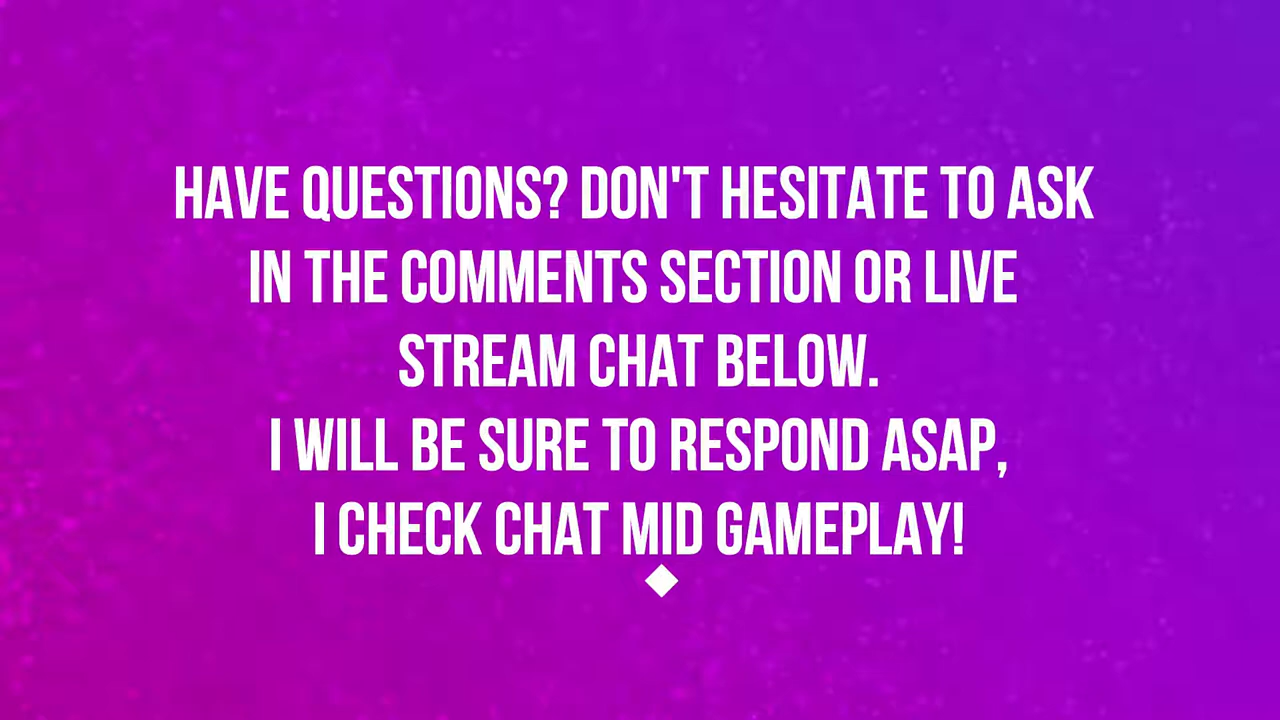 HAVE QUESTIONS? DON'T HESITATE TO ASK
IN THE COMMENTS SECTION OR LIVE
STREAM CHAT BELOW.
I WILL BE SURE TO RESPOND ASAP,
I CHECK CHAT MID GAMEPLAY!